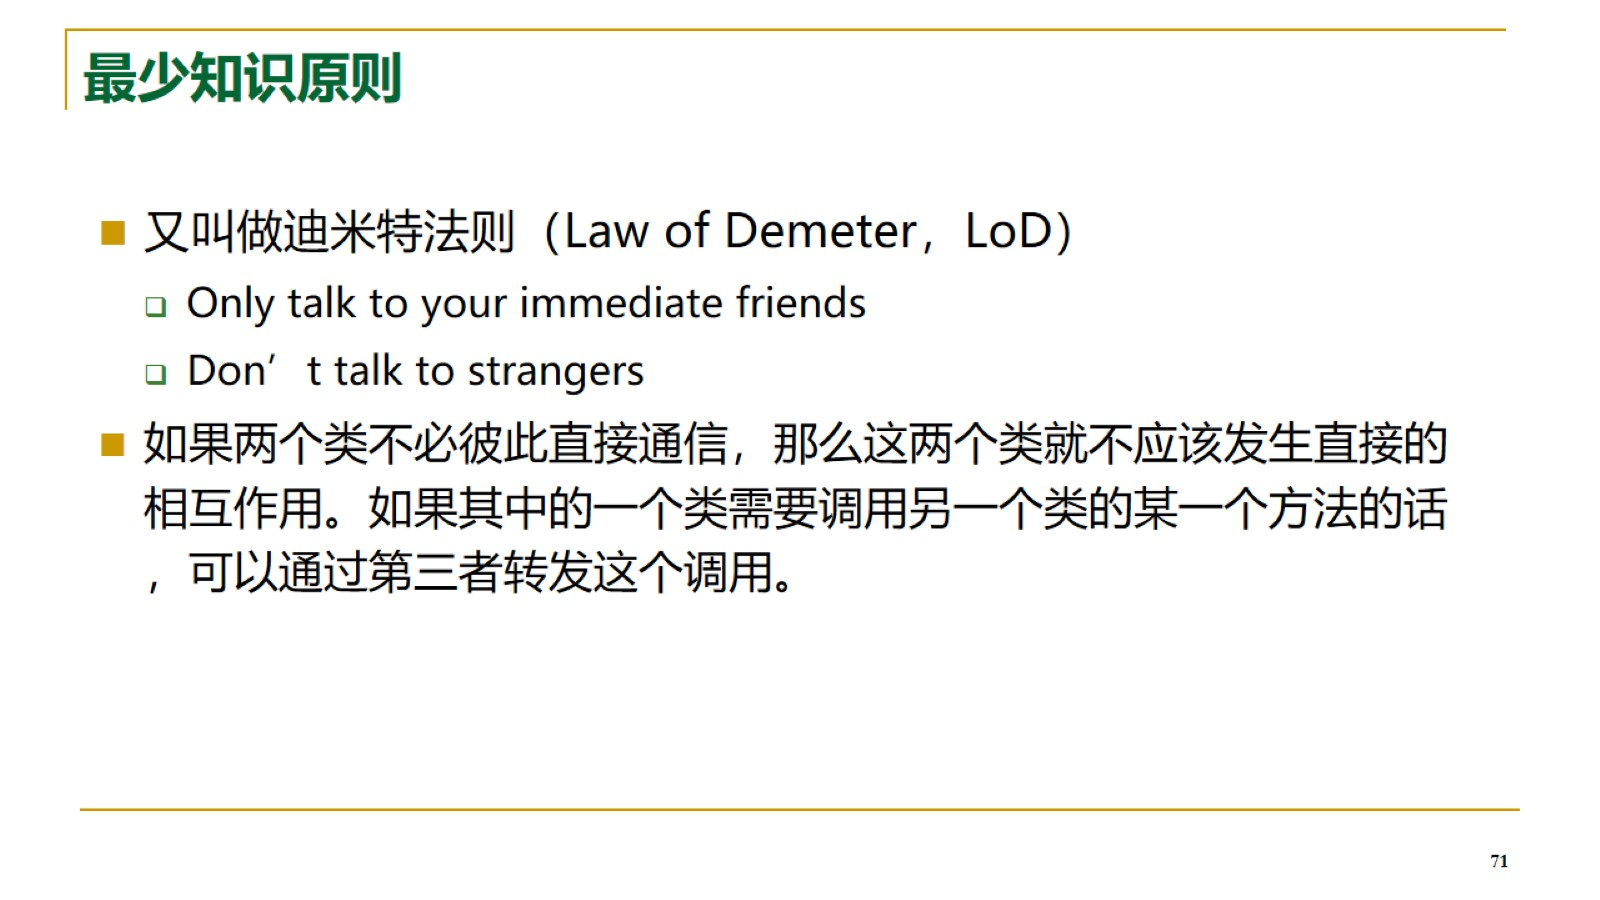 最少知识原则
又叫做迪米特法则（Law of Demeter，LoD）
Only talk to your immediate friends
Don’t talk to strangers
如果两个类不必彼此直接通信，那么这两个类就不应该发生直接的
相互作用。如果其中的一个类需要调用另一个类的某一个方法的话
，可以通过第三者转发这个调用。
71